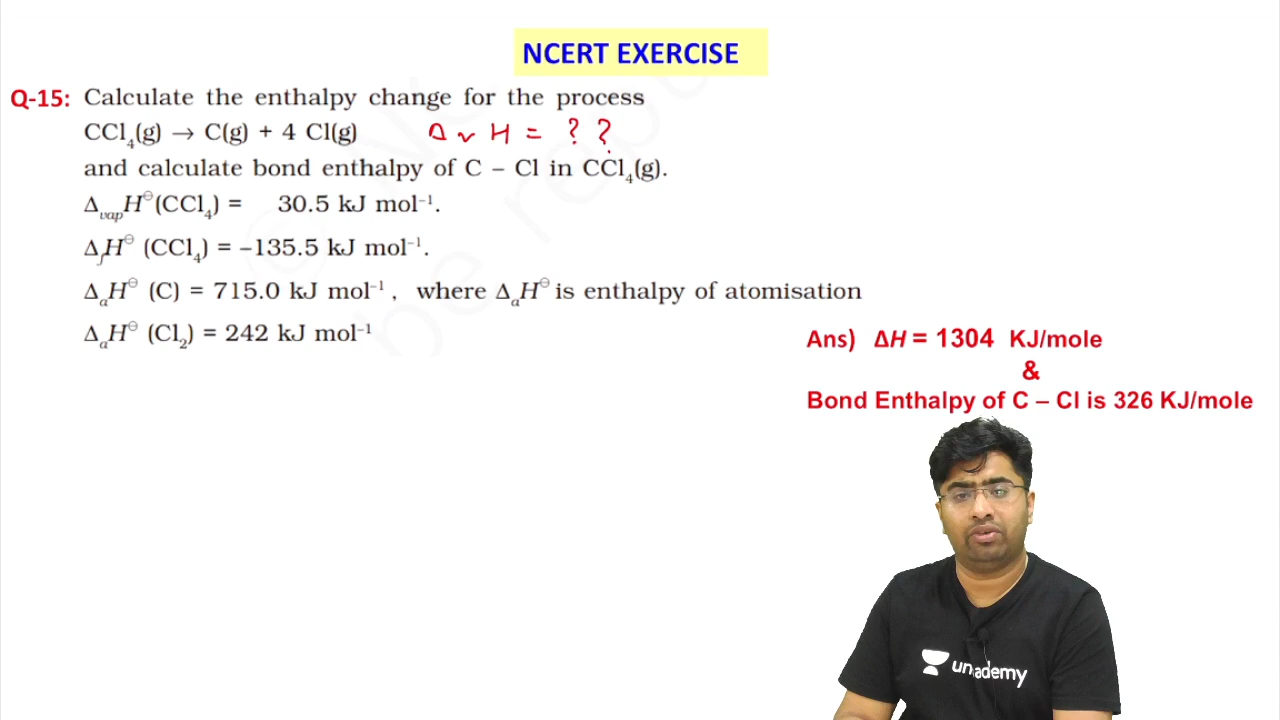 NCERT EXERCISE
Q-15: Calculate the enthalpy change for the process
CCl₄(g) → C(g) + 4 Cl(g) ΔrH = ??
and calculate bond enthalpy of C – Cl in CCl₄(g).
ΔvapH⊖(CCl₄) = 30.5 kJ mol⁻¹.
ΔfH⊖ (CCl₄) = –135.5 kJ mol⁻¹.
ΔaH⊖ (C) = 715.0 kJ mol⁻¹ , where ΔaH⊖ is enthalpy of atomisation
ΔaH⊖ (Cl₂) = 242 kJ mol⁻¹
Ans) ΔH = 1304 KJ/mole
&
Bond Enthalpy of C – Cl is 326 KJ/mole